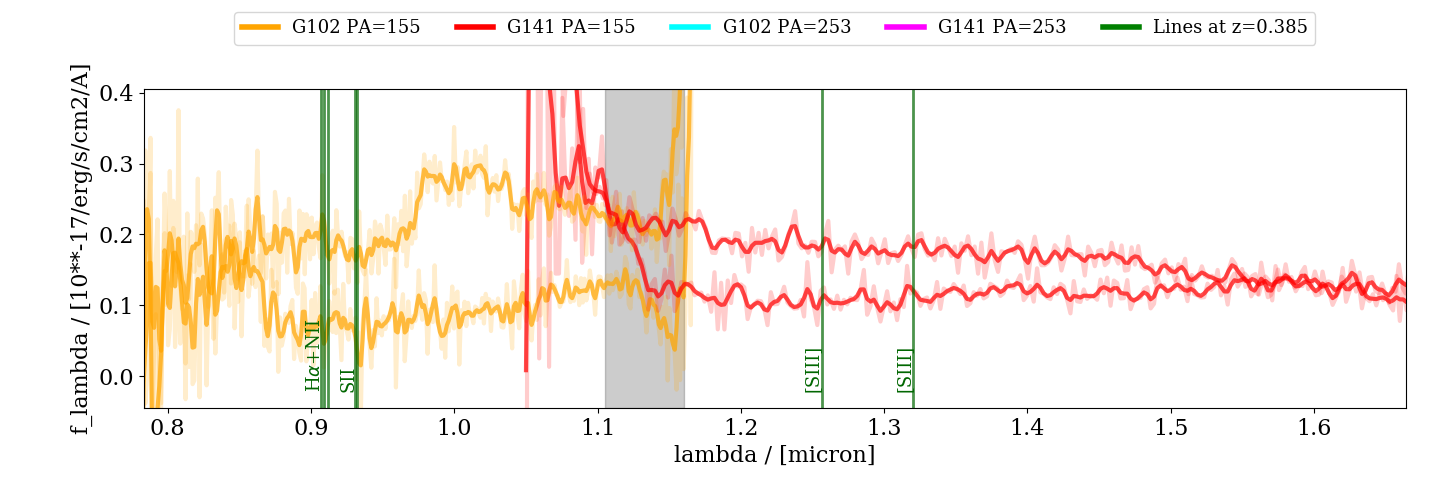 G102 PA=155 G141 PA=155 G102 PA=253 G141 PA=253 Lines at z=0.385
f_lambda / [10**-17/erg/s/cm2/A]
0.4
0.3
0.2
0.1
0.0
Hα+NII
SII
[SIII]
[SIII]
0.8 0.9 1.0 1.1 1.2 1.3 1.4 1.5 1.6
lambda / [micron]